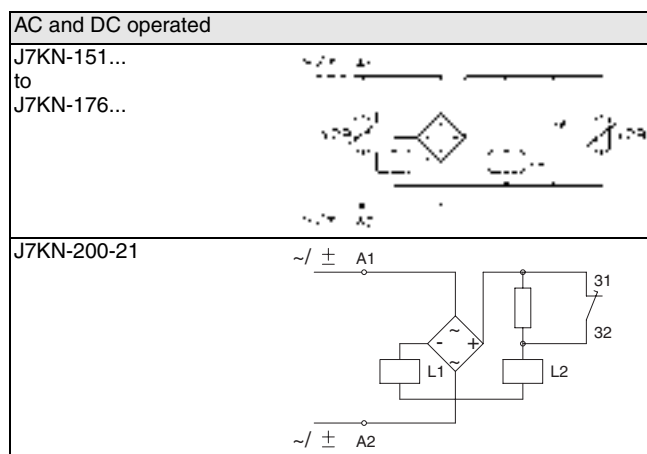 AC and DC operated
J7KN-151...
to
J7KN-176...
J7KN-200-21
~/ ± A1
31
~
- +
32
~
L1 L2
~/ ± A2